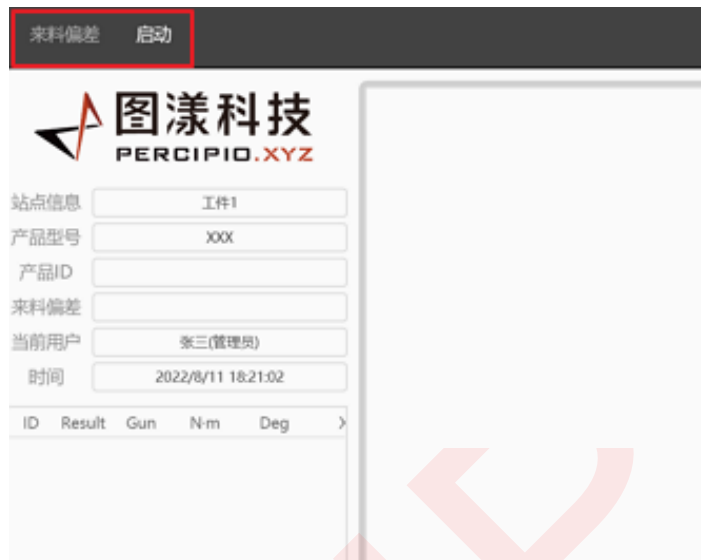 来料偏差 启动
图漾科技
PERCIPIO.XYZ
站点信息 工件1
产品型号 XXX
产品ID
来料偏差
当前用户 张三(管理员)
时间 2022/8/11 18:21:02
ID Result Gun N·m Deg